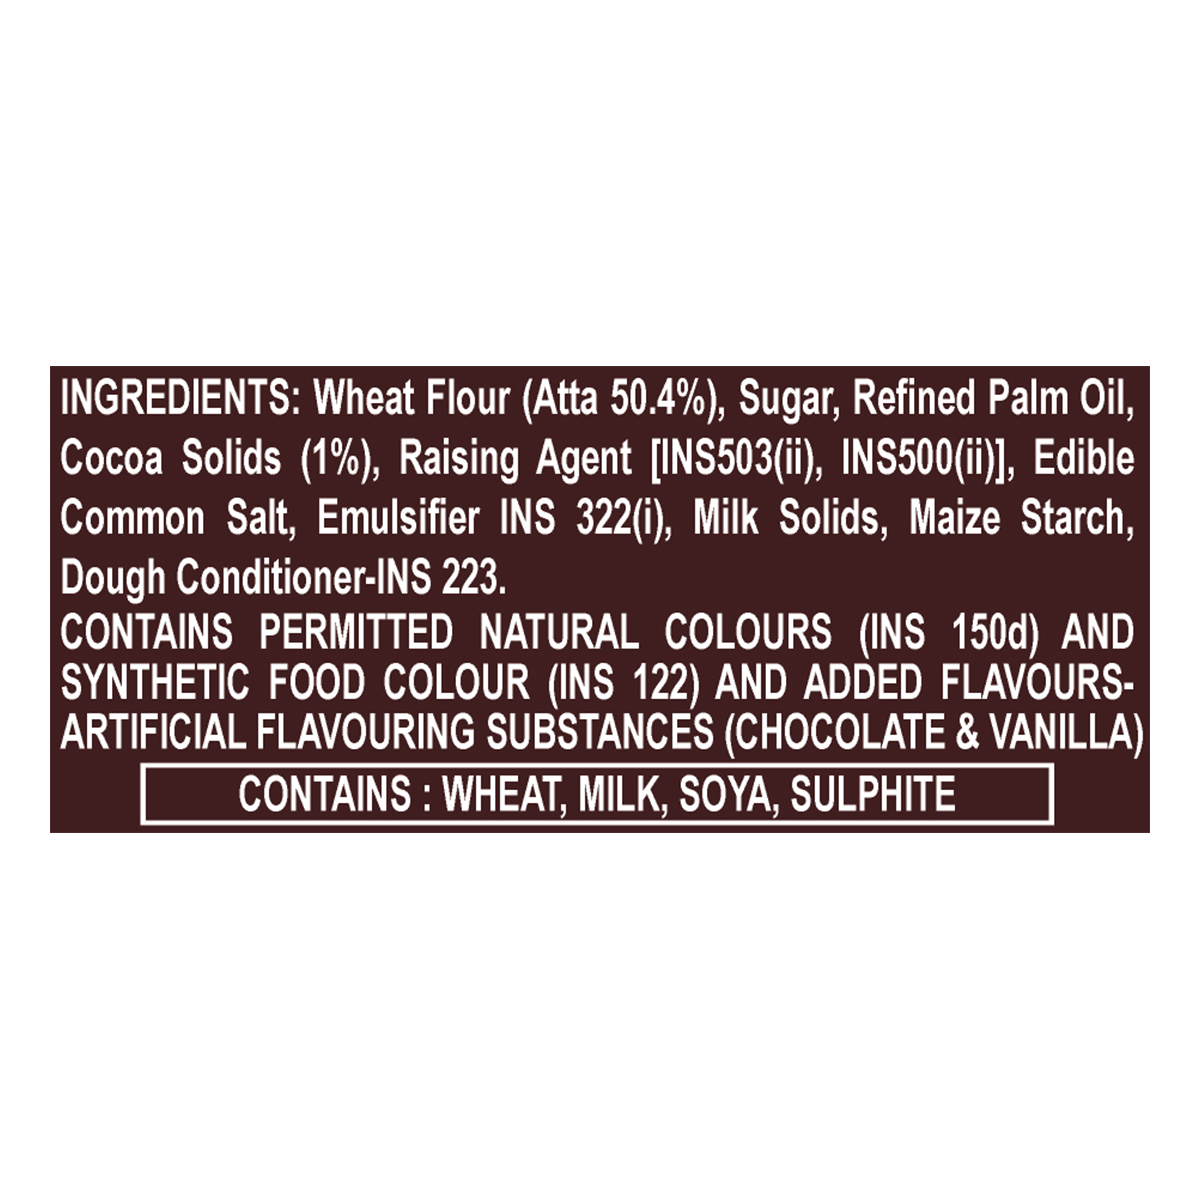 INGREDIENTS: Wheat Flour (Atta 50.4%), Sugar, Refined Palm Oil,
Cocoa Solids (1%), Raising Agent [INS503(ii), INS500(ii)], Edible
Common Salt, Emulsifier INS 322(i), Milk Solids, Maize Starch,
Dough Conditioner-INS 223.
CONTAINS PERMITTED NATURAL COLOURS (INS 150d) AND
SYNTHETIC FOOD COLOUR (INS 122) AND ADDED FLAVOURS-
ARTIFICIAL FLAVOURING SUBSTANCES (CHOCOLATE & VANILLA)
CONTAINS : WHEAT, MILK, SOYA, SULPHITE